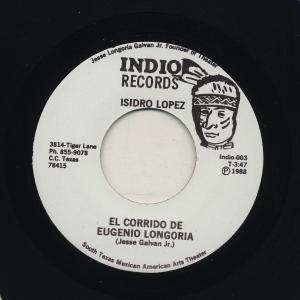 Jesse Longoria Galvan Jr. Founder of Theater
INDIO
RECORDS
ISIDRO LOPEZ
3814-Tiger Lane
Ph. 855-9078
C.C. Texas
78415
Indio-003
T-3:47
Ⓟ 1988
EL CORRIDO DE
EUGENIO LONGORIA
(Jesse Galvan Jr.)
South Texas Mexican American Arts Theater